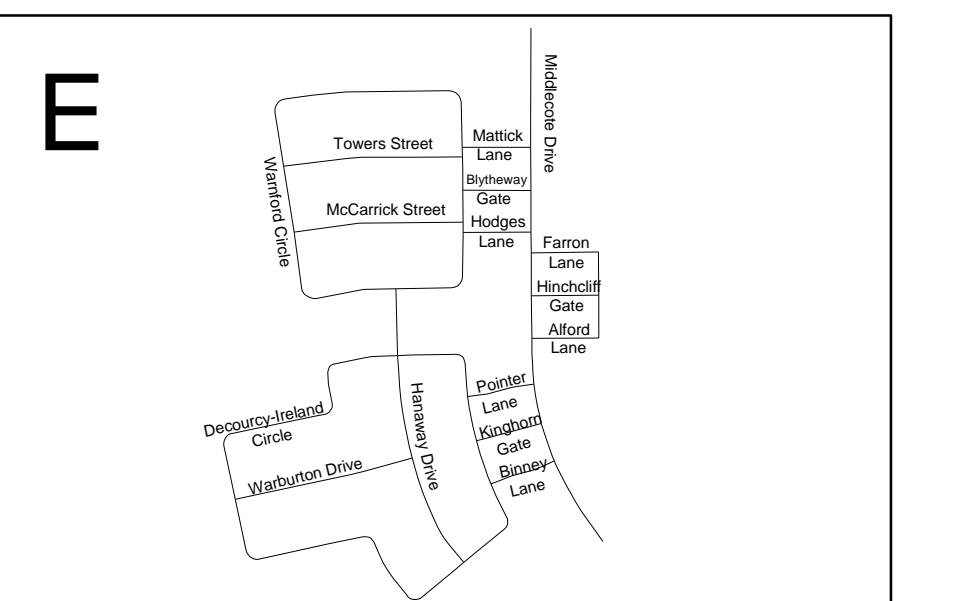 E
Middlecote Drive
Mattick
Lane
Towers Street
Blytheway
Gate
Warnford Circle
McCarrick Street
Hodges
Lane
Farron
Lane
Hinchcliff
Gate
Alford
Lane
Pointer
Lane
Hanaway Drive
Decourcy-Ireland
Circle
Kinghorn
Gate
Warburton Drive
Binney
Lane